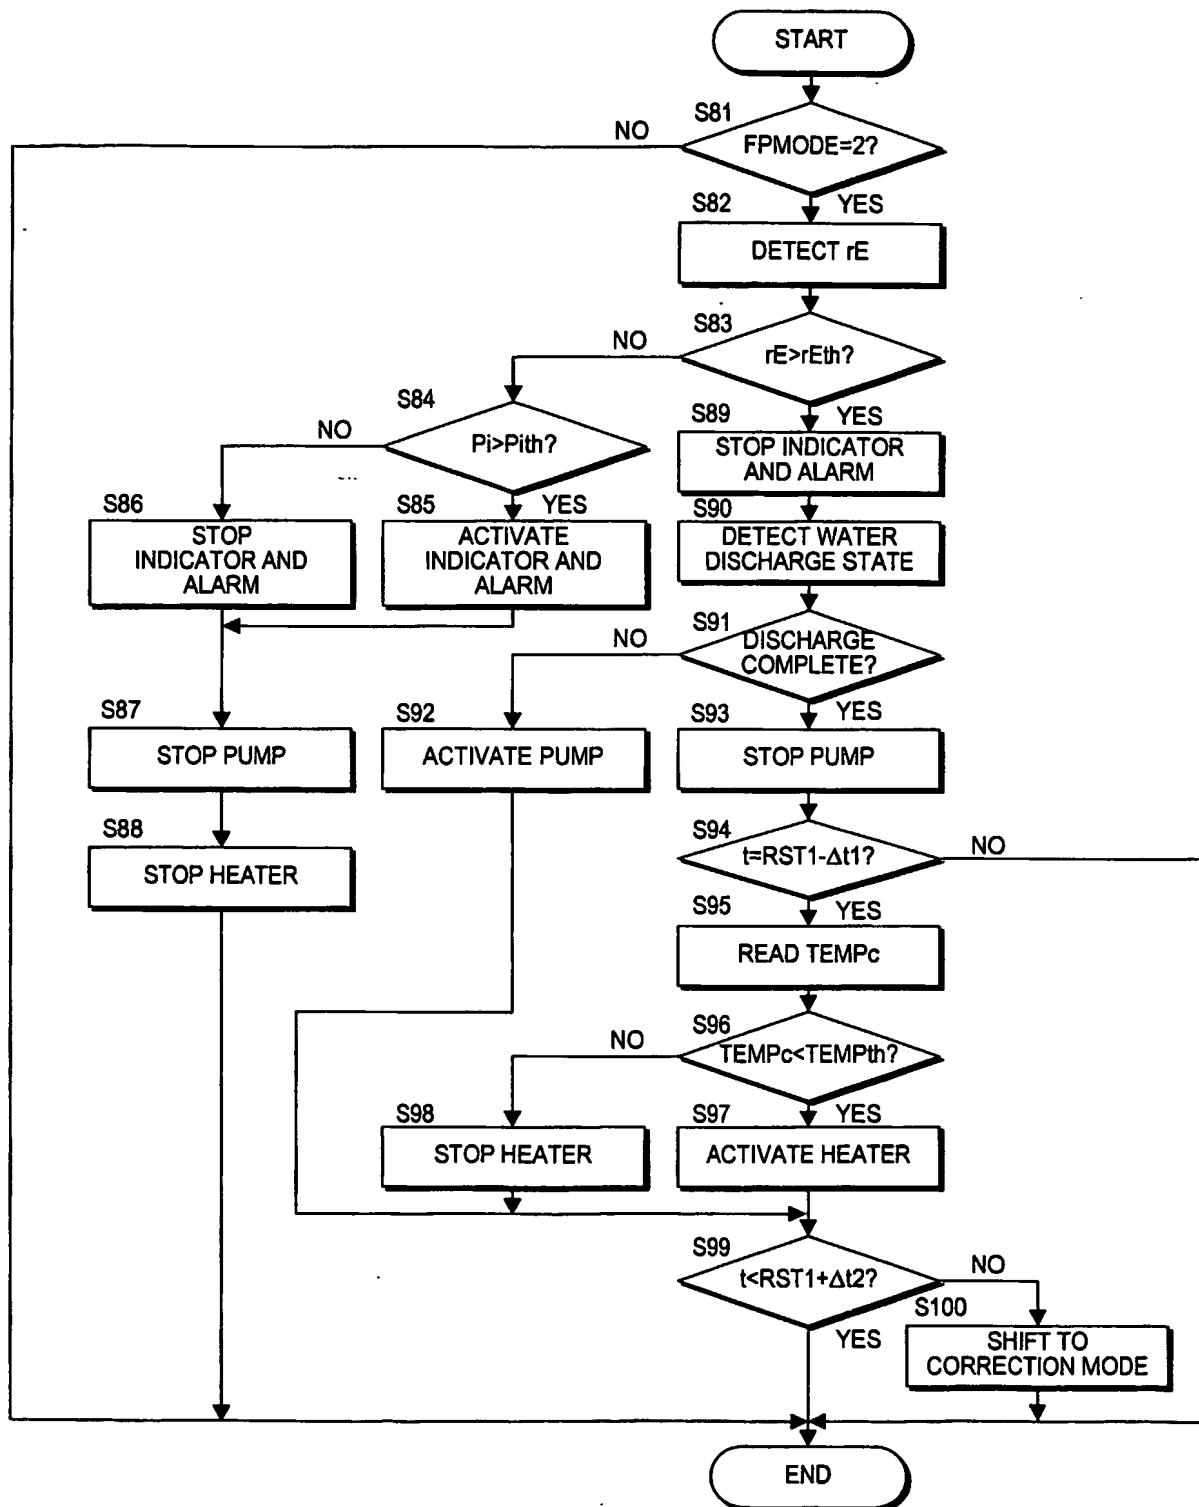 START
S81
NO
FPMODE=2?
S82
YES
DETECT rE
S83
NO
rE>rEth?
S84
NO
Pi>Pith?
S89
YES
STOP INDICATOR
AND ALARM
S86
STOP
INDICATOR AND
ALARM
S85
YES
ACTIVATE
INDICATOR AND
ALARM
S90
DETECT WATER
DISCHARGE STATE
S91
NO
DISCHARGE
COMPLETE?
S87
STOP PUMP
S92
ACTIVATE PUMP
S93
YES
STOP PUMP
S88
STOP HEATER
S94
t=RST1-Δt1?
NO
S95
YES
READ TEMPc
S96
NO
TEMPc<TEMPth?
S98
STOP HEATER
S97
YES
ACTIVATE HEATER
S99
t<RST1+Δt2?
NO
YES
S100
SHIFT TO
CORRECTION MODE
END